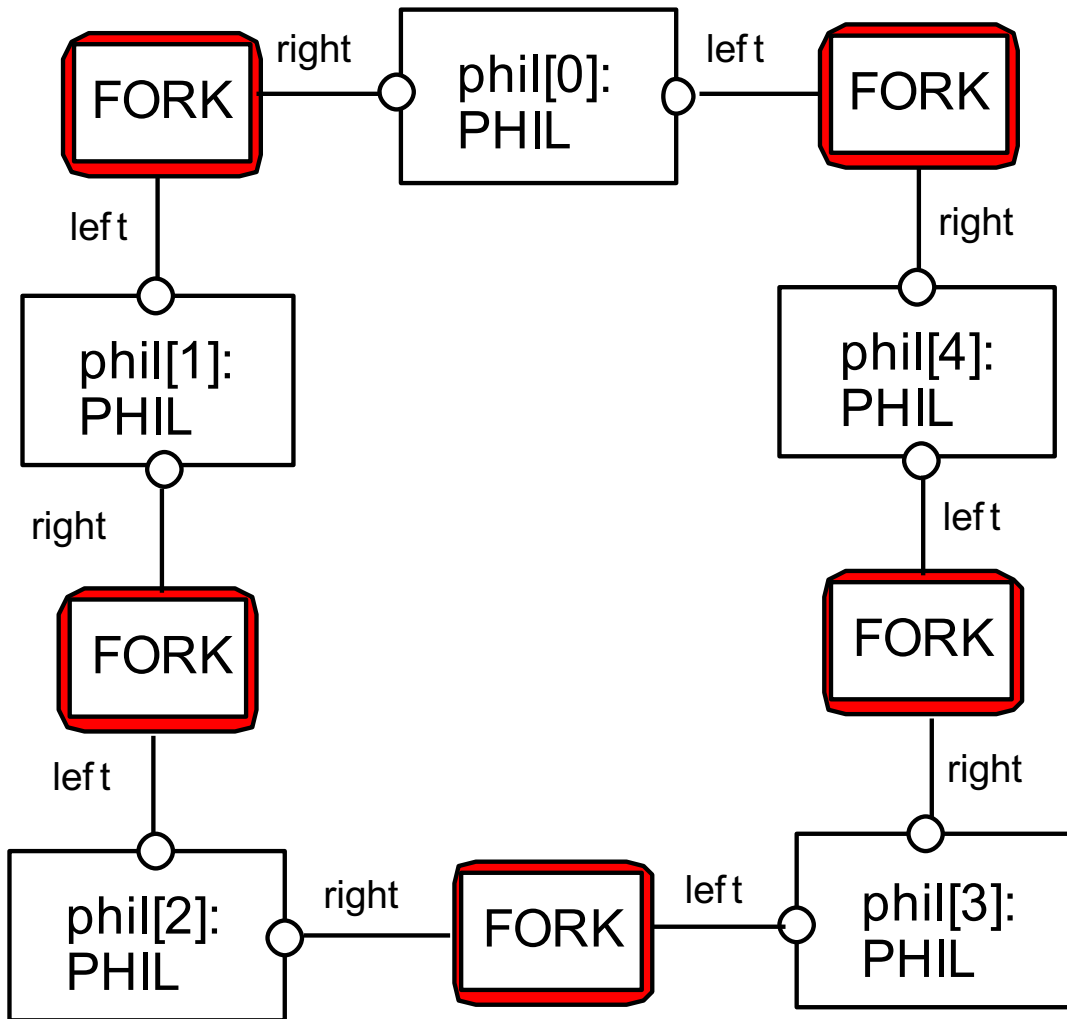 right
left
FORK
phil[0]:
PHIL
FORK
left
right
phil[1]:
PHIL
phil[4]:
PHIL
right
left
FORK
FORK
left
right
phil[2]:
PHIL
right
FORK
left
phil[3]:
PHIL